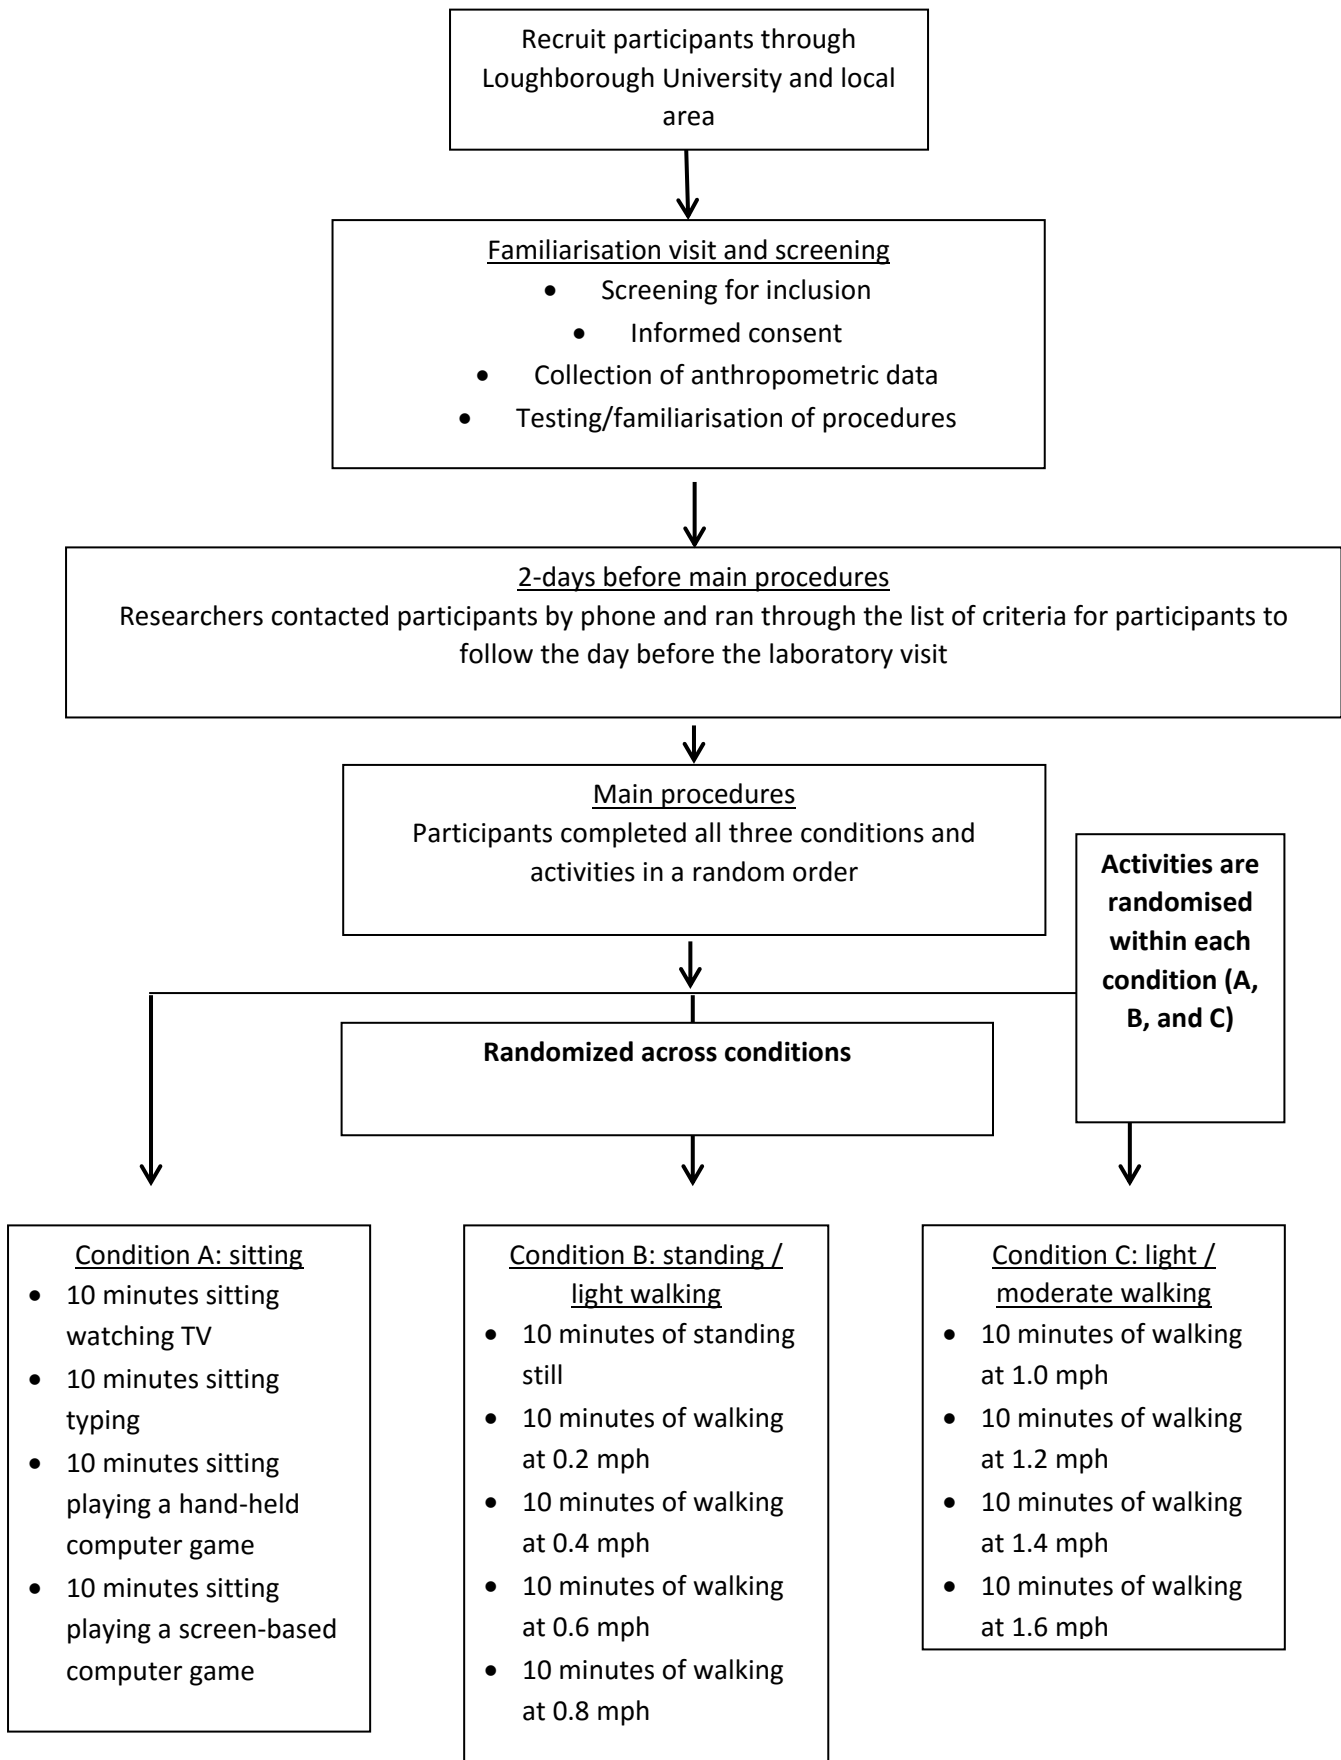 Recruit participants through
Loughborough University and local
area
Familiarisation visit and screening
• Screening for inclusion
• Informed consent
• Collection of anthropometric data
• Testing/familiarisation of procedures
2-days before main procedures
Researchers contacted participants by phone and ran through the list of criteria for participants to
follow the day before the laboratory visit
Main procedures
Participants completed all three conditions and
activities in a random order
Activities are
randomised
within each
condition (A,
B, and C)
Randomized across conditions
Condition A: sitting
• 10 minutes sitting
watching TV
• 10 minutes sitting
typing
• 10 minutes sitting
playing a hand-held
computer game
• 10 minutes sitting
playing a screen-based
computer game
Condition B: standing /
light walking
• 10 minutes of standing
still
• 10 minutes of walking
at 0.2 mph
• 10 minutes of walking
at 0.4 mph
• 10 minutes of walking
at 0.6 mph
• 10 minutes of walking
at 0.8 mph
Condition C: light /
moderate walking
• 10 minutes of walking
at 1.0 mph
• 10 minutes of walking
at 1.2 mph
• 10 minutes of walking
at 1.4 mph
• 10 minutes of walking
at 1.6 mph